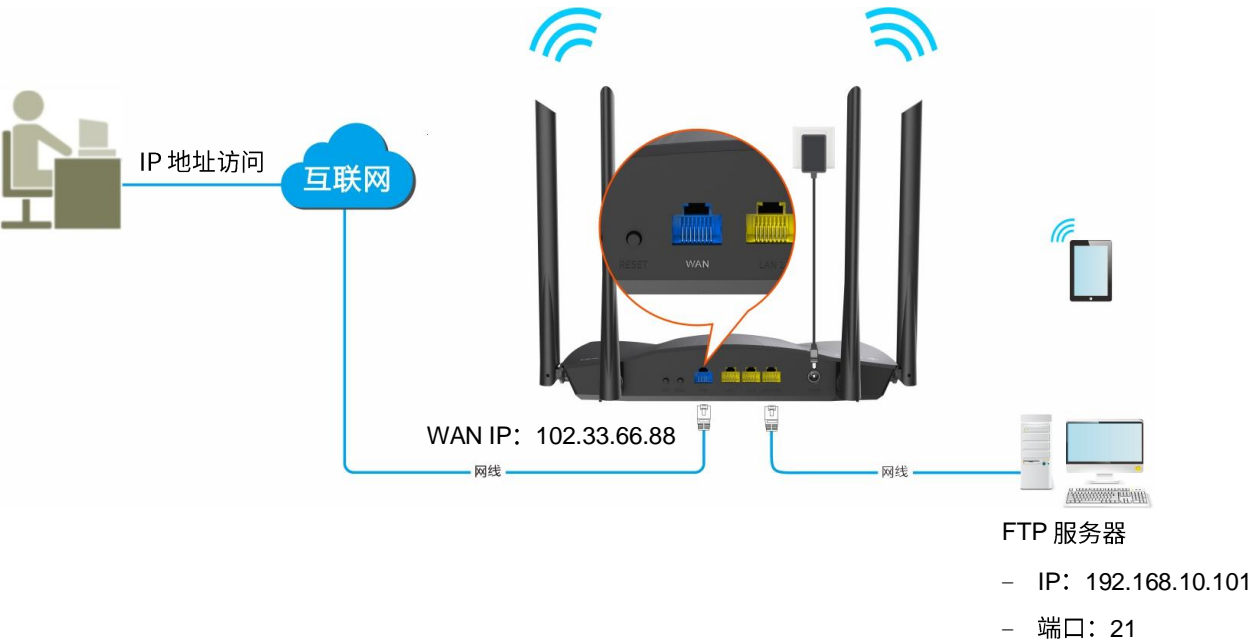 IP 地址访问
互联网
RESET
WAN
WAN IP：102.33.66.88
网线
网线
FTP 服务器
– IP：192.168.10.101
– 端口：21